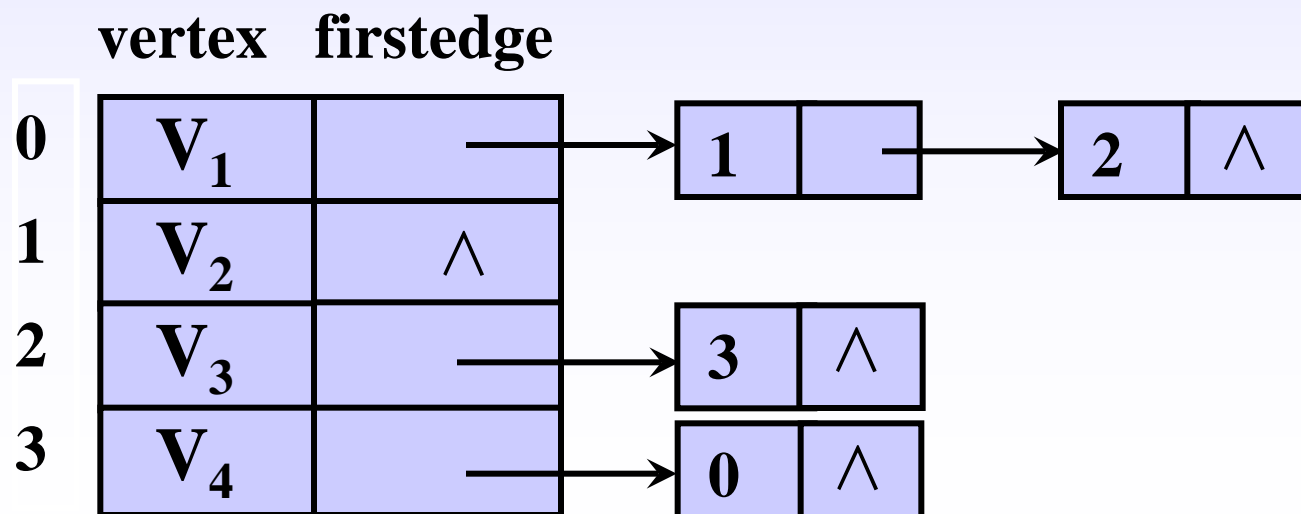 vertex firstedge
0 V1 1 2 ∧
1 V2 ∧
2 V3 3 ∧
3 V4 0 ∧